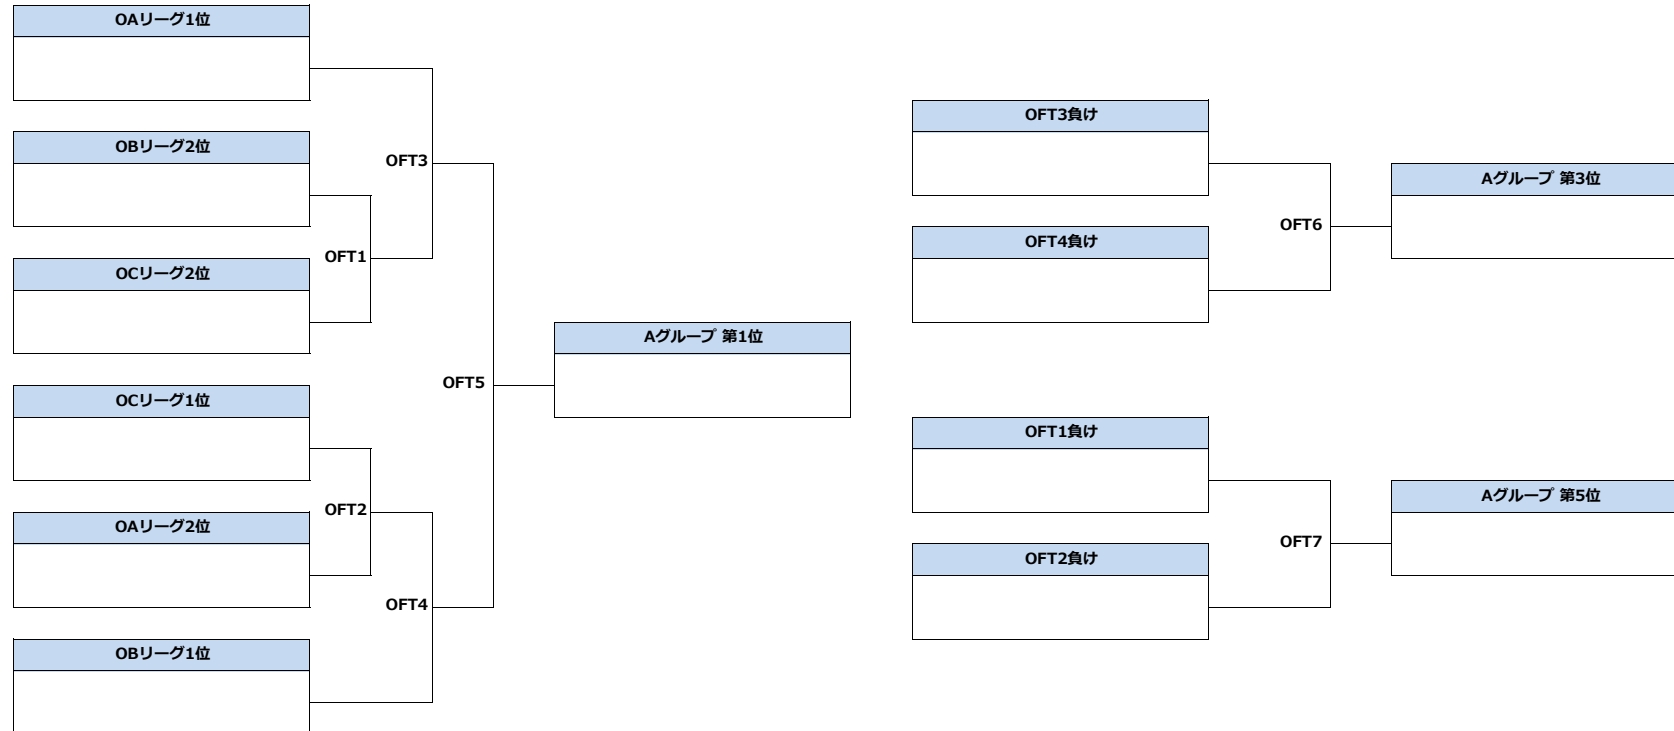 OAリーグ1位
OBリーグ2位
OFT3
OFT1
OCリーグ2位
Aグループ 第1位
OFT5
OCリーグ1位
OFT2
OAリーグ2位
OFT4
OBリーグ1位
OFT3負け
Aグループ 第3位
OFT6
OFT4負け
OFT1負け
Aグループ 第5位
OFT7
OFT2負け